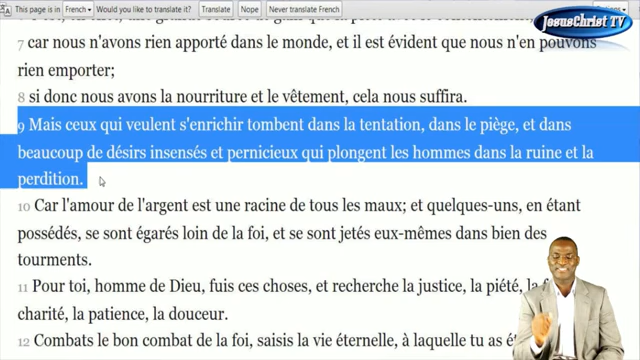 This page is in French Would you like to translate it? Translate Nope Never translate French
JesusChrist TV
7 car nous n'avons rien apporté dans le monde, et il est évident que nous n'en pouvons
rien emporter;
8 si donc nous avons la nourriture et le vêtement, cela nous suffira.
9 Mais ceux qui veulent s'enrichir tombent dans la tentation, dans le piège, et dans
beaucoup de désirs insensés et pernicieux qui plongent les hommes dans la ruine et la
perdition.
10 Car l'amour de l'argent est une racine de tous les maux; et quelques-uns, en étant
possédés, se sont égarés loin de la foi, et se sont jetés eux-mêmes dans bien des
tourments.
11 Pour toi, homme de Dieu, fuis ces choses, et recherche la justice, la piété, la
charité, la patience, la douceur.
12 Combats le bon combat de la foi, saisis la vie éternelle, à laquelle tu as